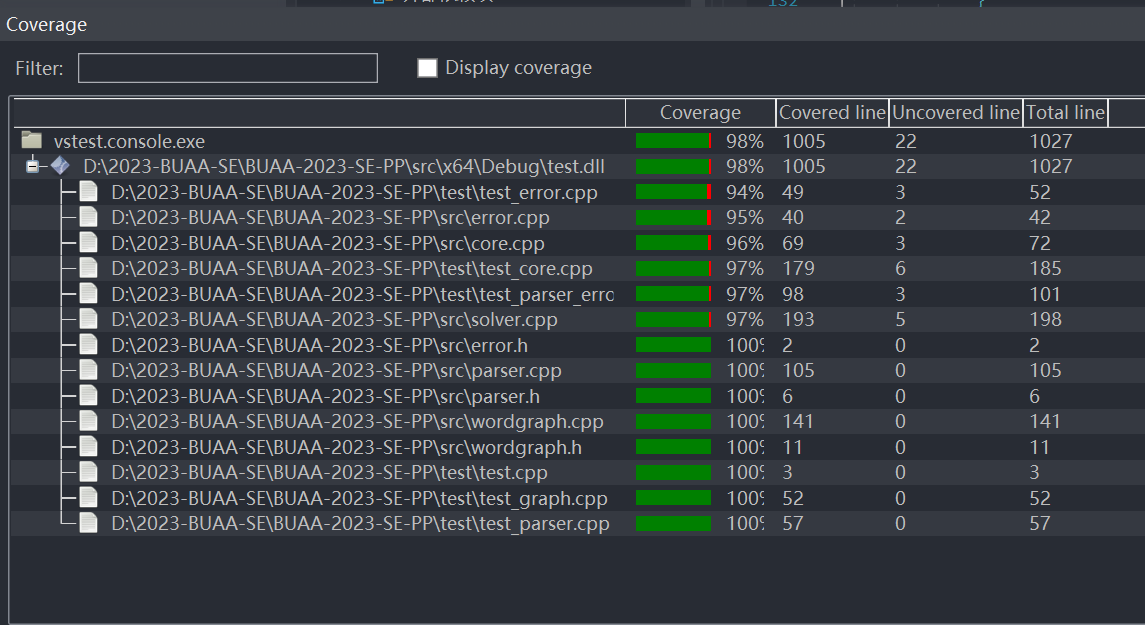 132 {
Coverage
Filter: Display coverage
Coverage Covered line Uncovered line Total line
vstest.console.exe 98% 1005 22 1027
D:\2023-BUAA-SE\BUAA-2023-SE-PP\src\x64\Debug\test.dll 98% 1005 22 1027
D:\2023-BUAA-SE\BUAA-2023-SE-PP\test\test_error.cpp 94% 49 3 52
D:\2023-BUAA-SE\BUAA-2023-SE-PP\src\error.cpp 95% 40 2 42
D:\2023-BUAA-SE\BUAA-2023-SE-PP\src\core.cpp 96% 69 3 72
D:\2023-BUAA-SE\BUAA-2023-SE-PP\test\test_core.cpp 97% 179 6 185
D:\2023-BUAA-SE\BUAA-2023-SE-PP\test\test_parser_erro 97% 98 3 101
D:\2023-BUAA-SE\BUAA-2023-SE-PP\src\solver.cpp 97% 193 5 198
D:\2023-BUAA-SE\BUAA-2023-SE-PP\src\error.h 100% 2 0 2
D:\2023-BUAA-SE\BUAA-2023-SE-PP\src\parser.cpp 100% 105 0 105
D:\2023-BUAA-SE\BUAA-2023-SE-PP\src\parser.h 100% 6 0 6
D:\2023-BUAA-SE\BUAA-2023-SE-PP\src\wordgraph.cpp 100% 141 0 141
D:\2023-BUAA-SE\BUAA-2023-SE-PP\src\wordgraph.h 100% 11 0 11
D:\2023-BUAA-SE\BUAA-2023-SE-PP\test\test.cpp 100% 3 0 3
D:\2023-BUAA-SE\BUAA-2023-SE-PP\test\test_graph.cpp 100% 52 0 52
D:\2023-BUAA-SE\BUAA-2023-SE-PP\test\test_parser.cpp 100% 57 0 57